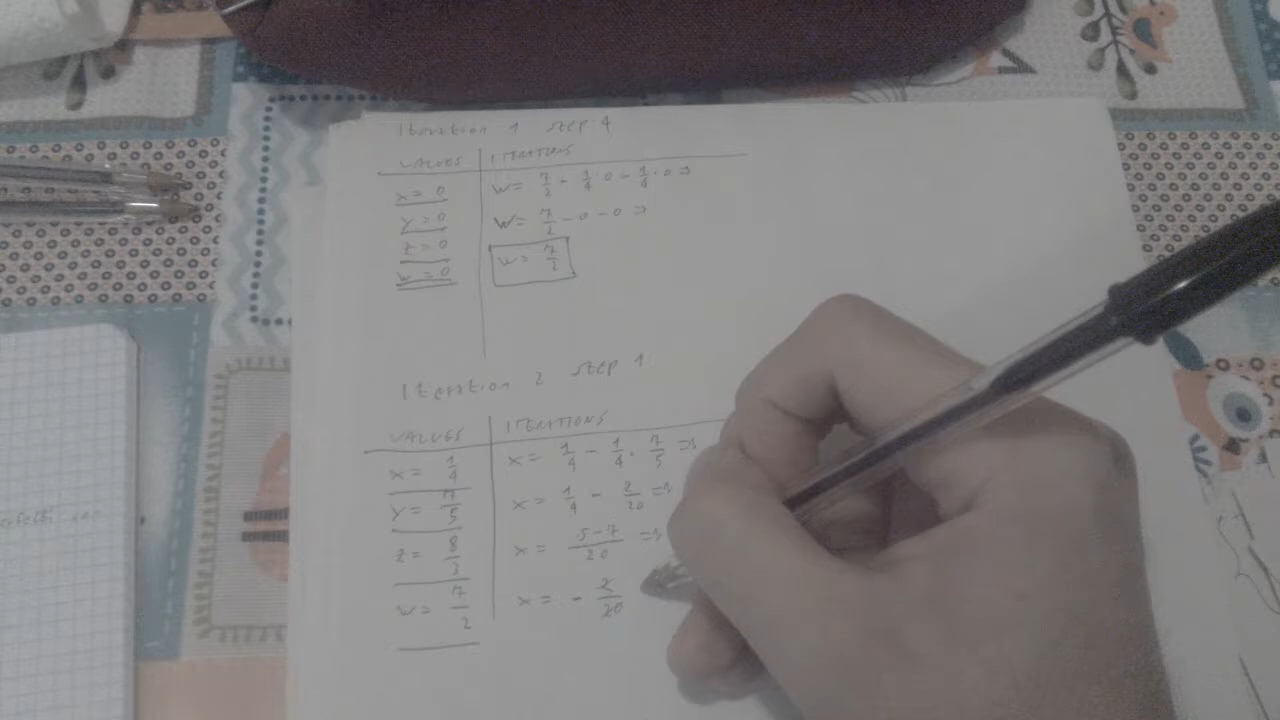 Iteration 1 step 4
VALUES ITERATIONS
x = 0 w = 7/2 - 1/4 · 0 - 1/4 · 0 =>
y = 0 w = 7/2 - 0 - 0 =>
z = 0 w = 7/2
w = 0
Iteration 2 step 1
VALUES ITERATIONS
x = 1/4 x = 1/4 - 1/4 · 7/5 =>
y = 7/5 x = 1/4 - 7/20 =>
z = 8/3 x = 5-7/20 =>
w = 7/2 x = - 2/20